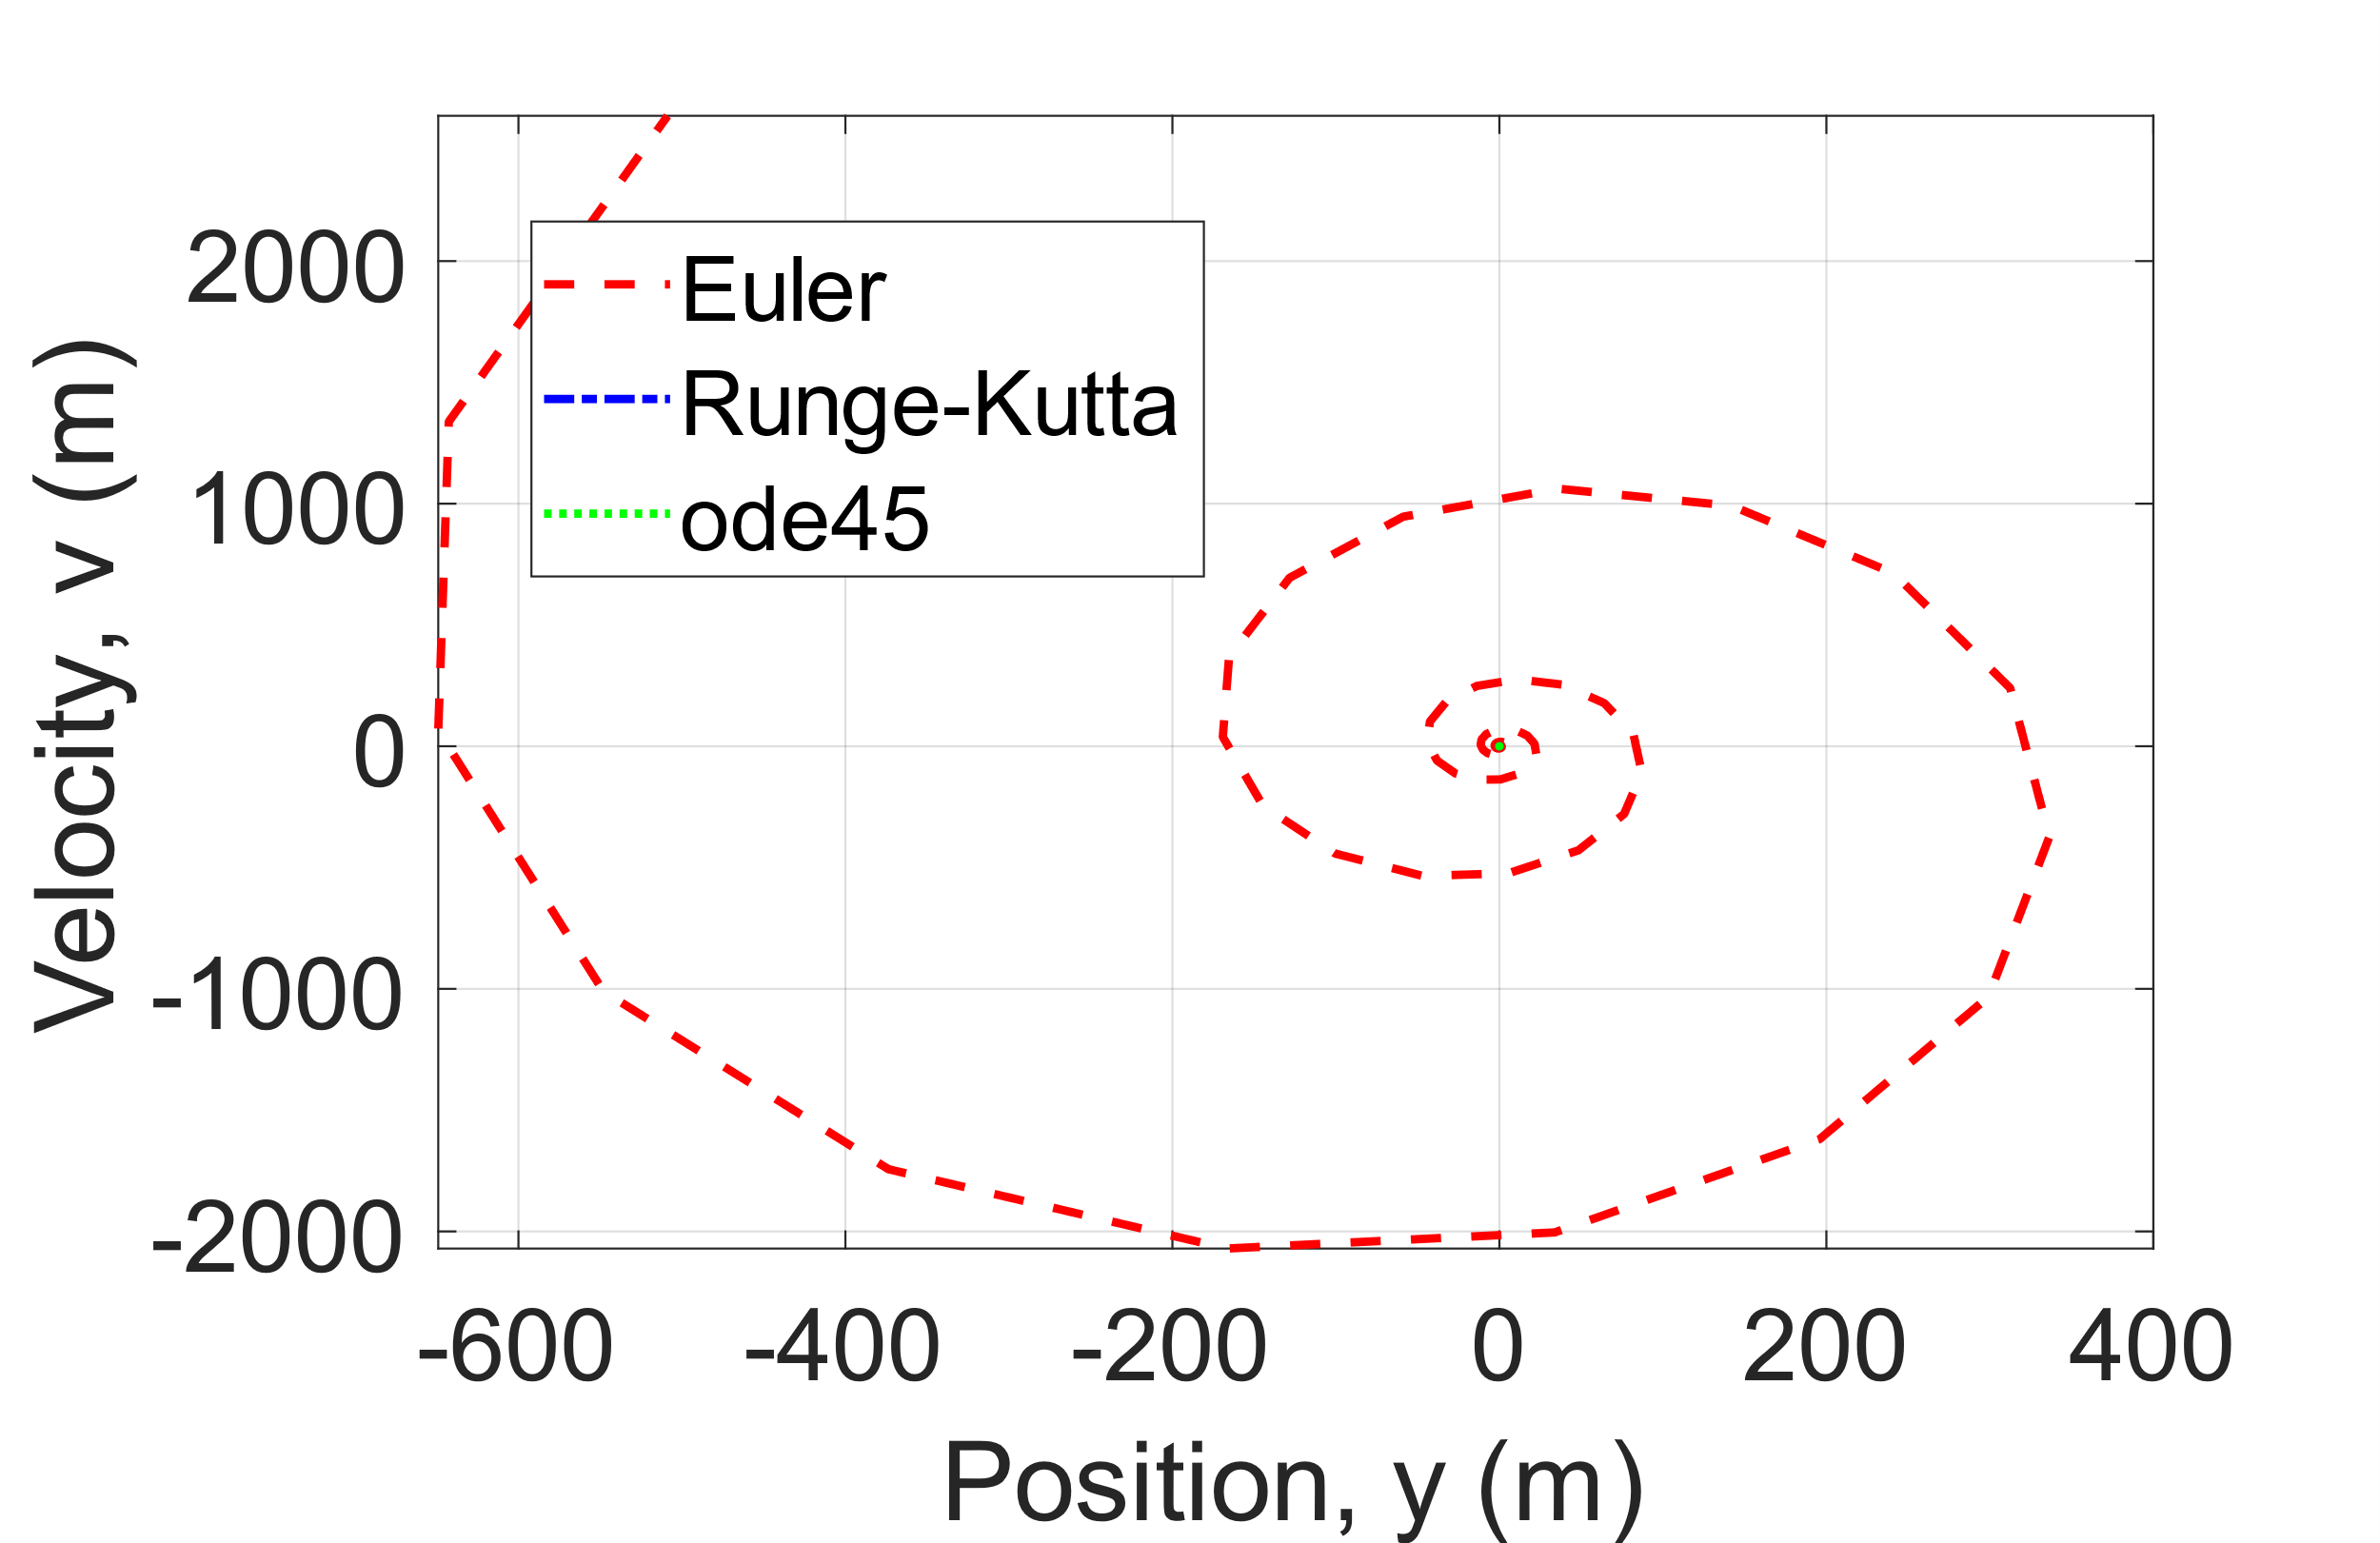 Velocity, v (m)
2000
1000
0
-1000
-2000
Euler
Runge-Kutta
ode45
-600 -400 -200 0 200 400
Position, y (m)